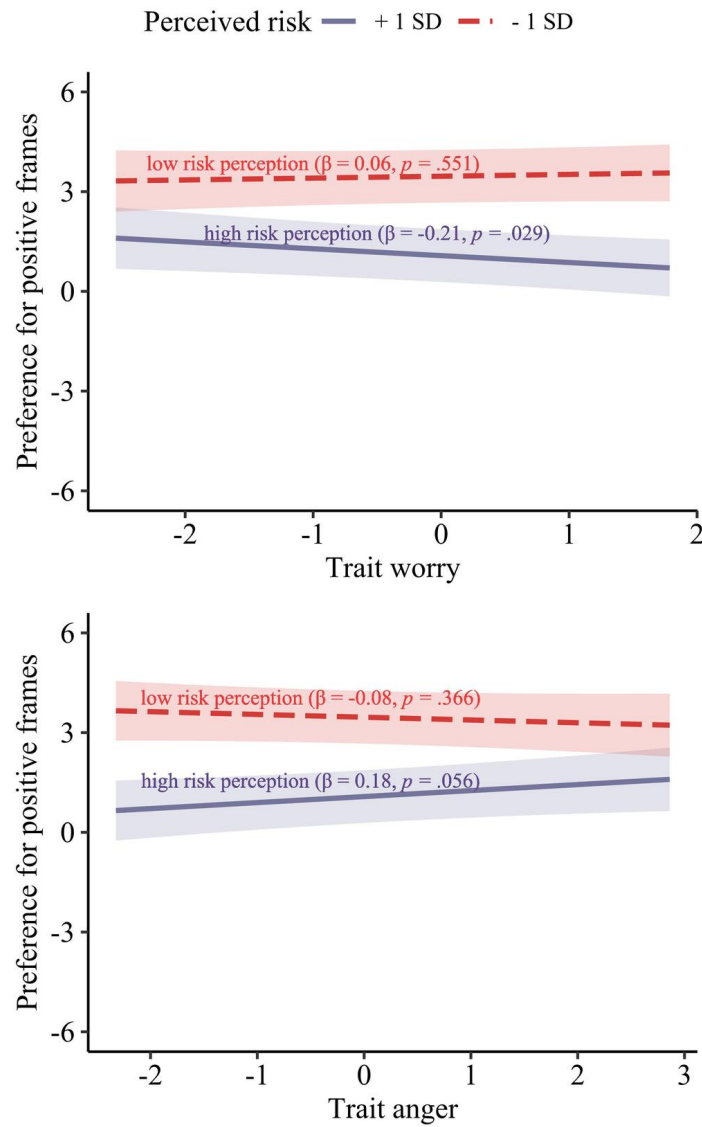 Perceived risk + 1 SD - 1 SD
6
3
0
-3
-6
Preference for positive frames
low risk perception (β = 0.06, p = .551)
high risk perception (β = -0.21, p = .029)
-2 -1 0 1 2
Trait worry
6
3
0
-3
-6
Preference for positive frames
low risk perception (β = -0.08, p = .366)
high risk perception (β = 0.18, p = .056)
-2 -1 0 1 2 3
Trait anger